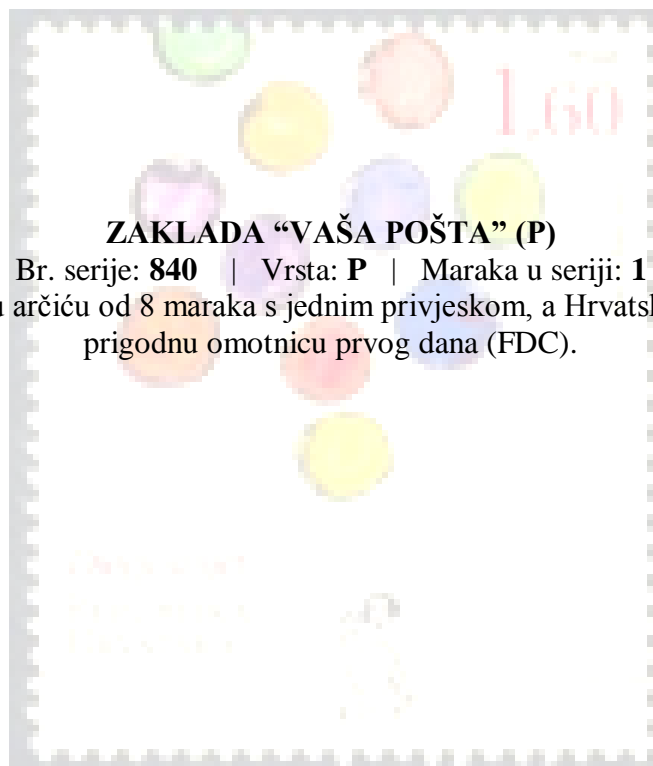 1.60
ZAKLADA “VAŠA POŠTA” (P)
Br. serije: 840 | Vrsta: P | Maraka u seriji: 1
arčiću od 8 maraka s jednim privjeskom, a
prigodnu omotnicu prvog dana (FDC).